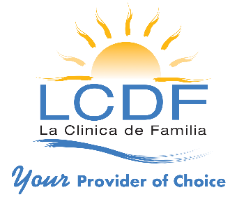 LCDF
La Clinica de Familia
Your Provider of Choice